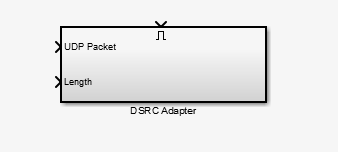 UDP Packet
Length
DSRC Adapter